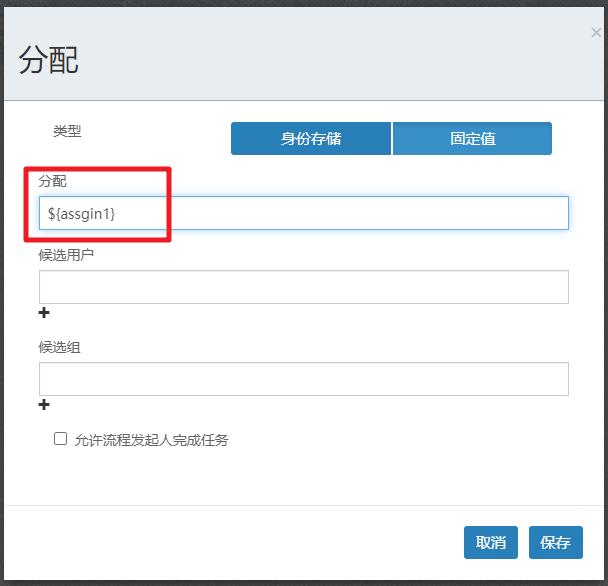 分配
类型
身份存储 固定值
分配
${assgin1}
候选用户
候选组
允许流程发起人完成任务
取消 保存